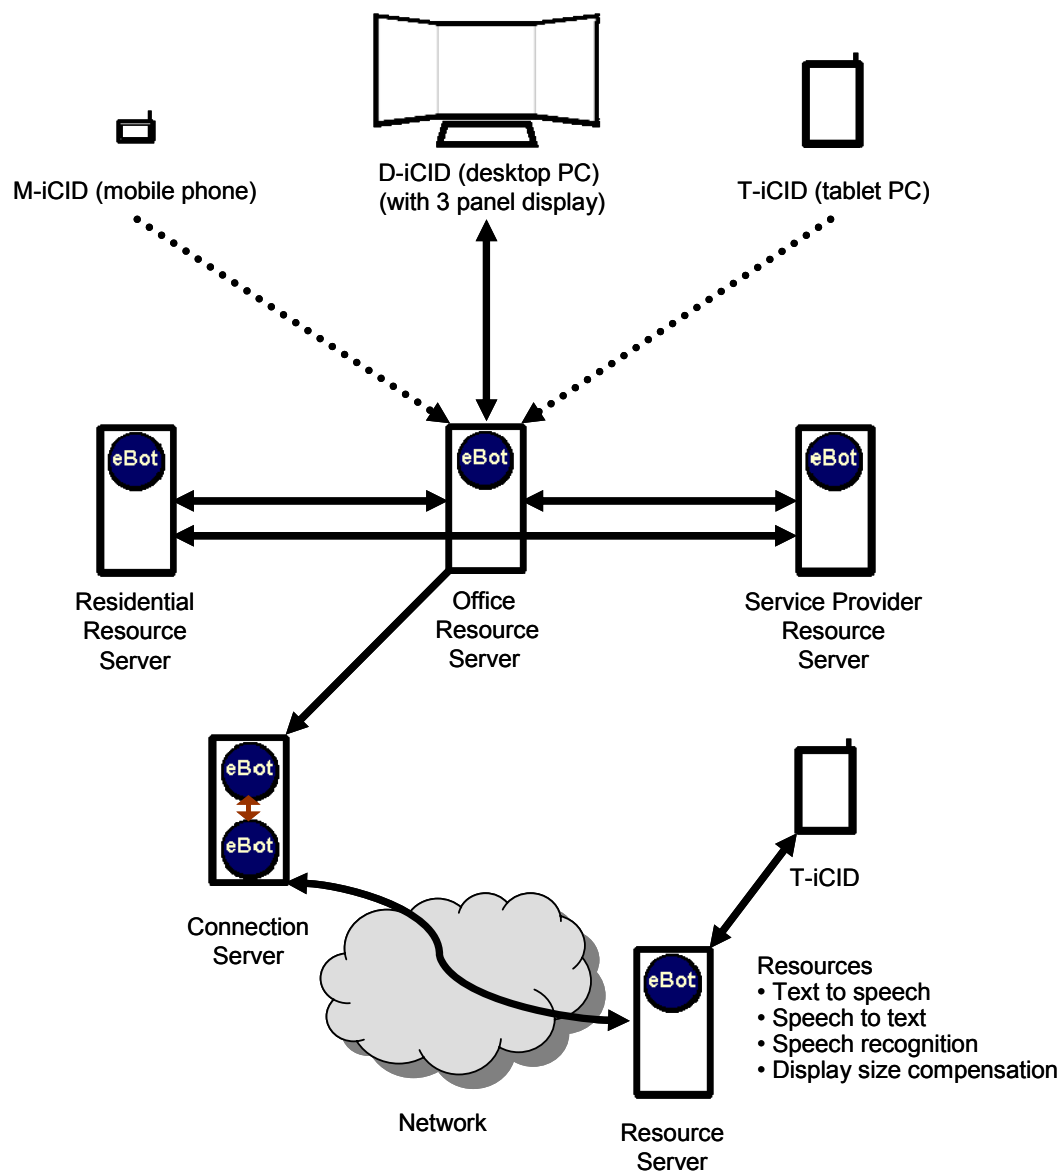 M-iCID (mobile phone)
D-iCID (desktop PC)
(with 3 panel display)
T-iCID (tablet PC)
eBot
eBot
eBot
Residential
Resource
Server
Office
Resource
Server
Service Provider
Resource
Server
eBot
eBot
Connection
Server
T-iCID
Network
eBot
Resource
Server
Resources
• Text to speech
• Speech to text
• Speech recognition
• Display size compensation